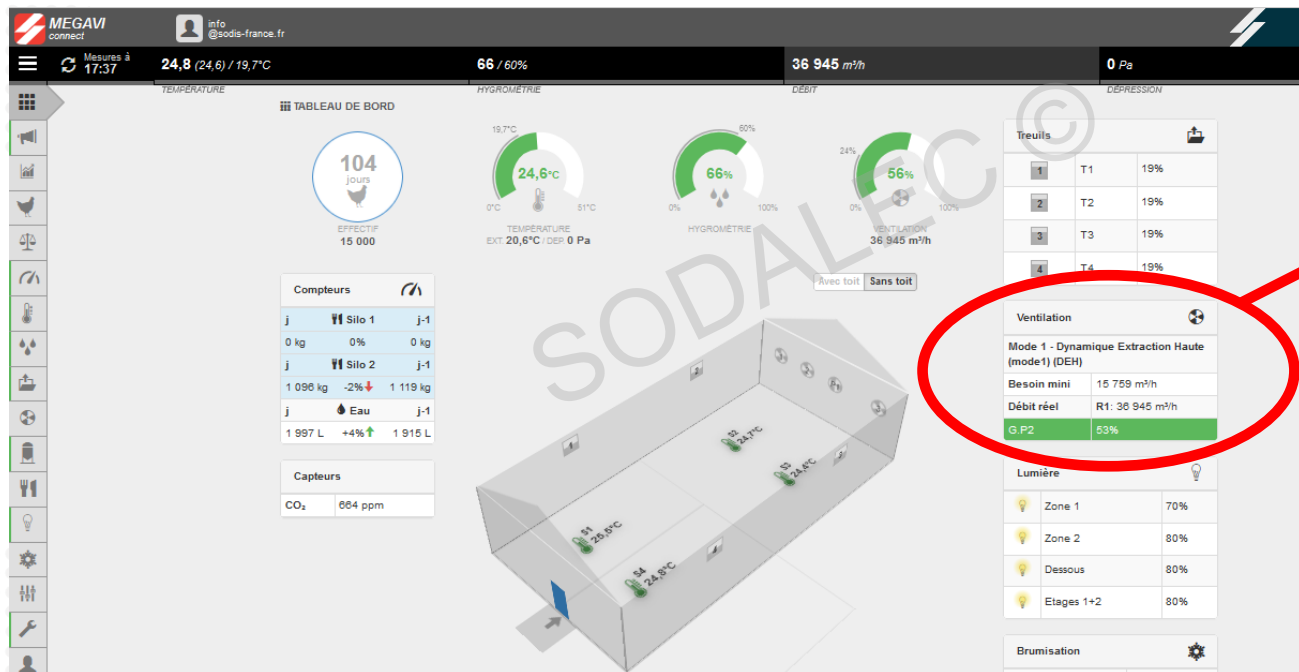 MEGAVI
connect
info
@sodis-france.fr
Mesures à
17:37
24,8 (24,6) / 19,7°C
66 / 60%
36 945 m³/h
0 Pa
TEMPÉRATURE
HYGROMÉTRIE
DÉBIT
DÉPRESSION
TABLEAU DE BORD
104
jours
EFFECTIF
15 000
19,7°C
24,6°C
0°C
51°C
TEMPÉRATURE
EXT. 20,6°C / DEP. 0 Pa
60%
66%
0%
100%
HYGROMÉTRIE
24%
56%
0%
100%
VENTILATION
36 945 m³/h
Avec toit
Sans toit
Compteurs
j Silo 1 j-1
0 kg 0% 0 kg
j Silo 2 j-1
1 096 kg -2% 1 119 kg
j Eau j-1
1 997 L +4% 1 915 L
Capteurs
CO₂ 664 ppm
S1
25,5°C
S2
24,7°C
S3
24,4°C
S4
24,8°C
Treuils
1 T1 19%
2 T2 19%
3 T3 19%
4 T4 19%
Ventilation
Mode 1 - Dynamique Extraction Haute
(mode1) (DEH)
Besoin mini 15 759 m³/h
Débit réel R1: 36 945 m³/h
G.P2 53%
Lumière
Zone 1 70%
Zone 2 80%
Dessous 80%
Etages 1+2 80%
Brumisation
SODALEC ©